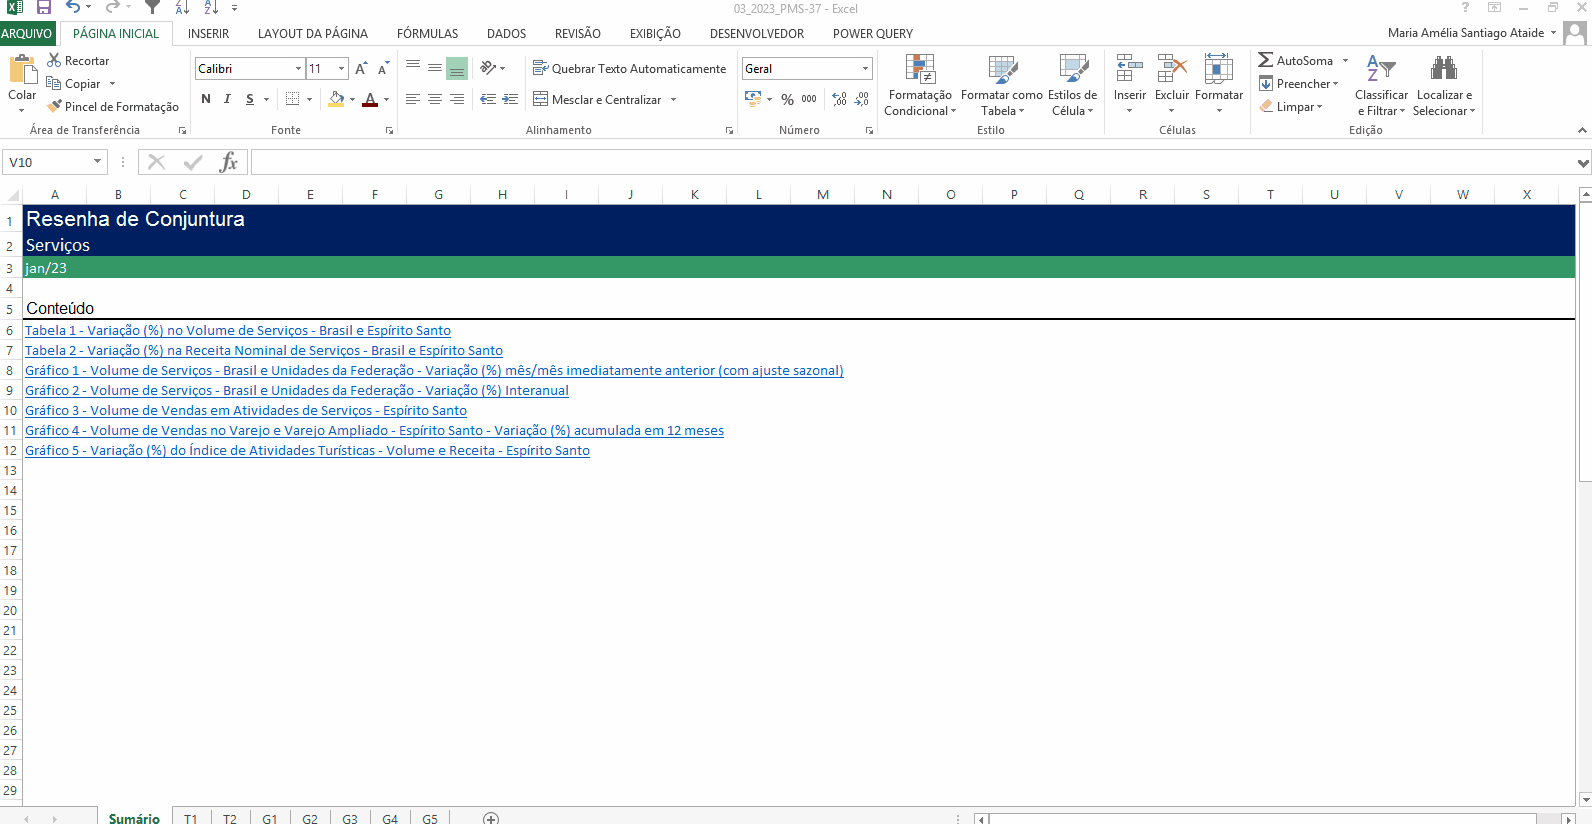 03_2023_PMS-37 - Excel
ARQUIVO PÁGINA INICIAL INSERIR LAYOUT DA PÁGINA FÓRMULAS DADOS REVISÃO EXIBIÇÃO DESENVOLVEDOR POWER QUERY Maria Amélia Santiago Ataide
Colar
Recortar
Copiar
Pincel de Formatação
Área de Transferência
Calibri 11
N I S
Fonte
Quebrar Texto Automaticamente
Mesclar e Centralizar
Alinhamento
Geral
% 000
Número
Formatação Condicional
Formatar como Tabela
Estilos de Célula
Estilo
Inserir
Excluir
Formatar
Células
AutoSoma
Preencher
Limpar
Classificar e Filtrar
Localizar e Selecionar
Edição
V10 fx
A B C D E F G H I J K L M N O P Q R S T U V W X
1 Resenha de Conjuntura
2 Serviços
3 jan/23
4
5 Conteúdo
6 Tabela 1 - Variação (%) no Volume de Serviços - Brasil e Espírito Santo
7 Tabela 2 - Variação (%) na Receita Nominal de Serviços - Brasil e Espírito Santo
8 Gráfico 1 - Volume de Serviços - Brasil e Unidades da Federação - Variação (%) mês/mês imediatamente anterior (com ajuste sazonal)
9 Gráfico 2 - Volume de Serviços - Brasil e Unidades da Federação - Variação (%) Interanual
10 Gráfico 3 - Volume de Vendas em Atividades de Serviços - Espírito Santo
11 Gráfico 4 - Volume de Vendas no Varejo e Varejo Ampliado - Espírito Santo - Variação (%) acumulada em 12 meses
12 Gráfico 5 - Variação (%) do Índice de Atividades Turísticas - Volume e Receita - Espírito Santo
13
14
15
16
17
18
19
20
21
22
23
24
25
26
27
28
29
Sumário T1 T2 G1 G2 G3 G4 G5